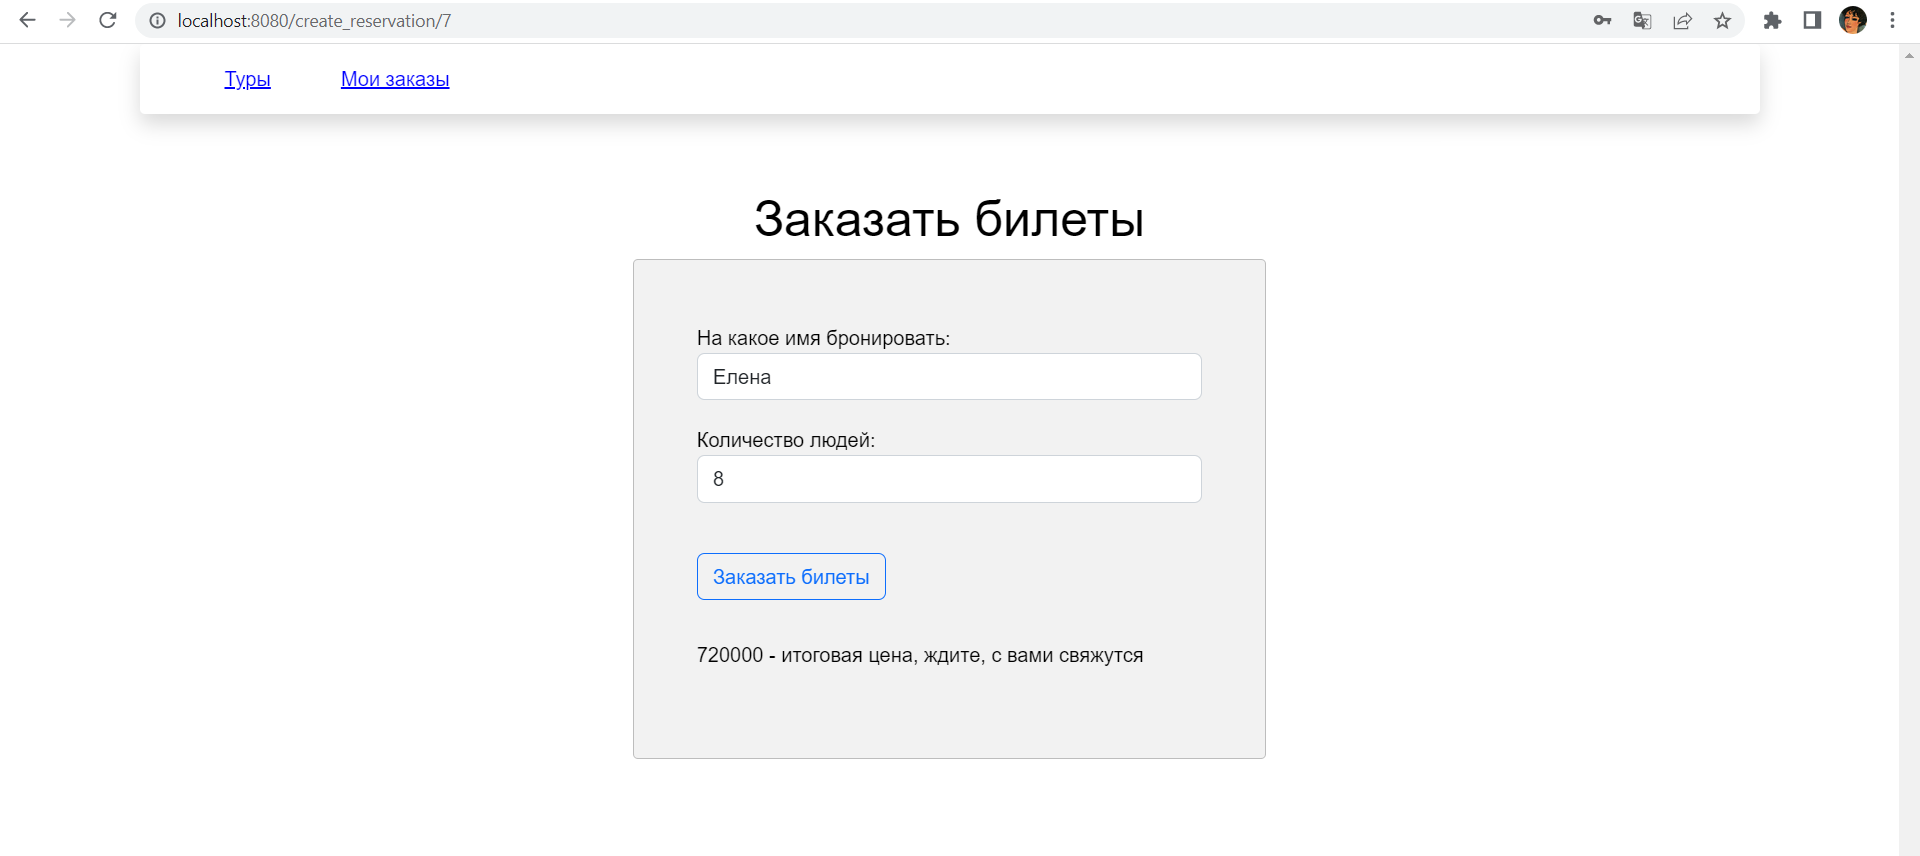 localhost:8080/create_reservation/7
Туры Мои заказы
Заказать билеты
На какое имя бронировать:
Елена
Количество людей:
8
Заказать билеты
720000 - итоговая цена, ждите, с вами свяжутся